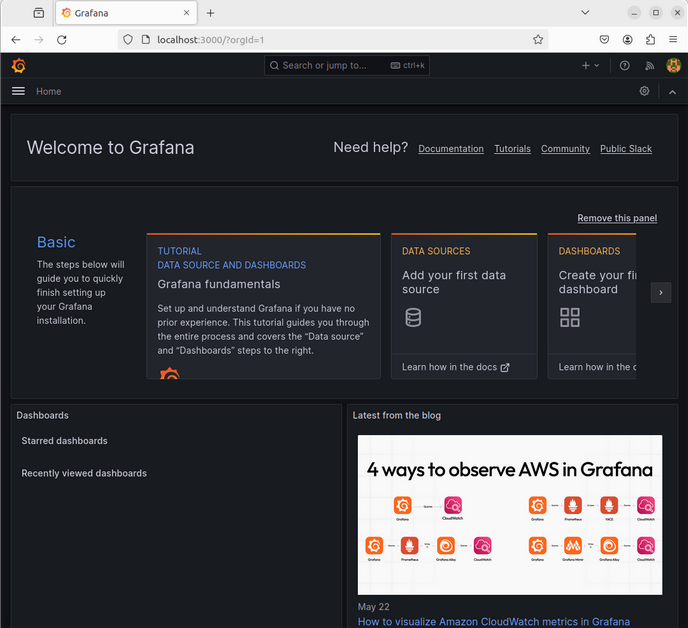 Grafana
localhost:3000/?orgId=1
Search or jump to...
ctrl+k
Home
Welcome to Grafana
Need help?
Documentation
Tutorials
Community
Public Slack
Remove this panel
Basic
The steps below will
guide you to quickly
finish setting up
your Grafana
installation.
TUTORIAL
DATA SOURCE AND DASHBOARDS
Grafana fundamentals
Set up and understand Grafana if you have no
prior experience. This tutorial guides you through
the entire process and covers the “Data source”
and “Dashboards” steps to the right.
DATA SOURCES
Add your first data
source
Learn how in the docs
DASHBOARDS
Create your fi
dashboard
Learn how in the
Dashboards
Starred dashboards
Recently viewed dashboards
Latest from the blog
4 ways to observe AWS in Grafana
Grafana
CloudWatch
Grafana
Prometheus
YACE
CloudWatch
Grafana
Prometheus
Grafana Alloy
CloudWatch
Grafana
Grafana Mimir
Grafana Alloy
CloudWatch
May 22
How to visualize Amazon CloudWatch metrics in Grafana